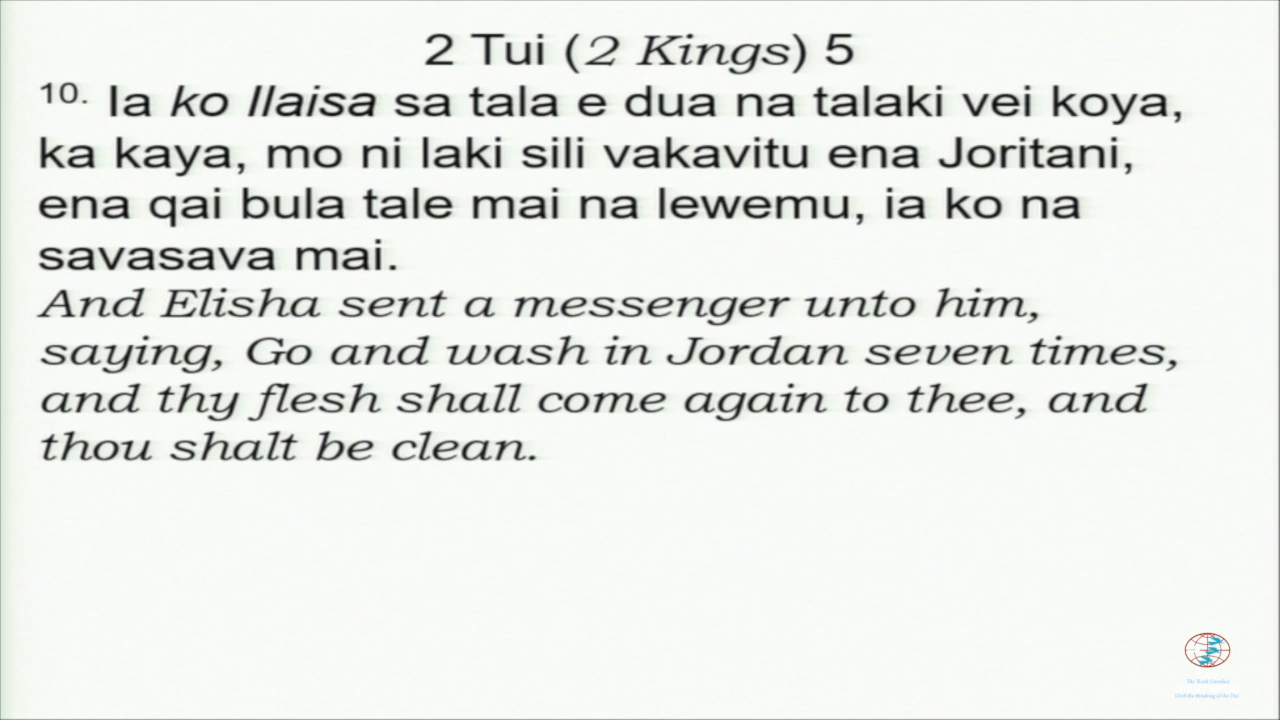 2 Tui (2 Kings) 5
10. Ia ko Ilaisa sa tala e dua na talaki vei koya,
ka kaya, mo ni laki sili vakavitu ena Joritani,
ena qai bula tale mai na lewemu, ia ko na
savasava mai.
And Elisha sent a messenger unto him,
saying, Go and wash in Jordan seven times,
and thy flesh shall come again to thee, and
thou shalt be clean.